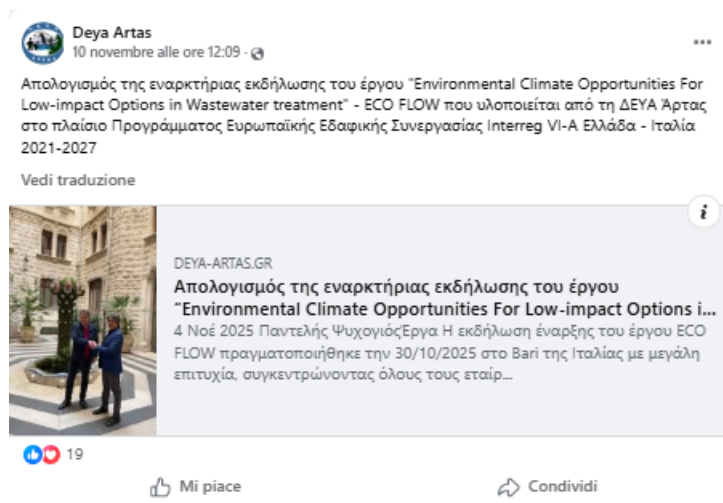 Deya Artas
10 novembre alle ore 12:09 ·
Απολογισμός της εναρκτήριας εκδήλωσης του έργου "Environmental Climate Opportunities For
Low-impact Options in Wastewater treatment" - ECO FLOW που υλοποιείται από τη ΔΕΥΑ Άρτας
στο πλαίσιο Προγράμματος Ευρωπαϊκής Εδαφικής Συνεργασίας Interreg VI-A Ελλάδα - Ιταλία
2021-2027
Vedi traduzione
DEYA-ARTAS.GR
Απολογισμός της εναρκτήριας εκδήλωσης του έργου
"Environmental Climate Opportunities For Low-impact Options i...
4 Νοέ 2025 Παντελής ΨυχογιόςΈργα Η εκδήλωση έναρξης του έργου ECO
FLOW πραγματοποιήθηκε την 30/10/2025 στο Bari της Ιταλίας με μεγάλη
επιτυχία, συγκεντρώνοντας όλους τους εταίρ...
19
Mi piace
Condividi